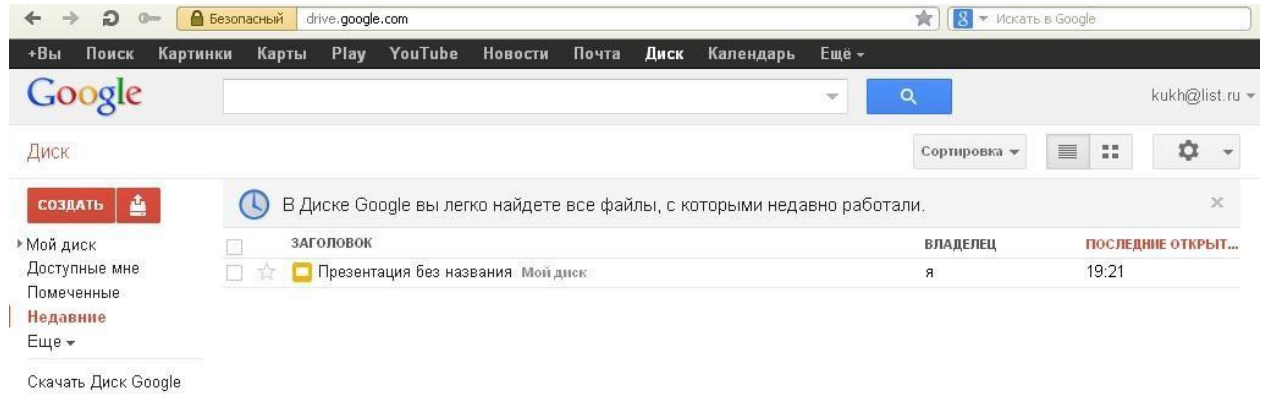 Безопасный drive.google.com Искать в Google
+Вы Поиск Картинки Карты Play YouTube Новости Почта Диск Календарь Ещё
Google kukh@list.ru
Диск Сортировка
СОЗДАТЬ В Диске Google вы легко найдете все файлы, с которыми недавно работали.
Мой диск ЗАГОЛОВОК ВЛАДЕЛЕЦ ПОСЛЕДНИЕ ОТКРЫТ...
Доступные мне Презентация без названия Мой диск я 19:21
Помеченные
Недавние
Еще
Скачать Диск Google